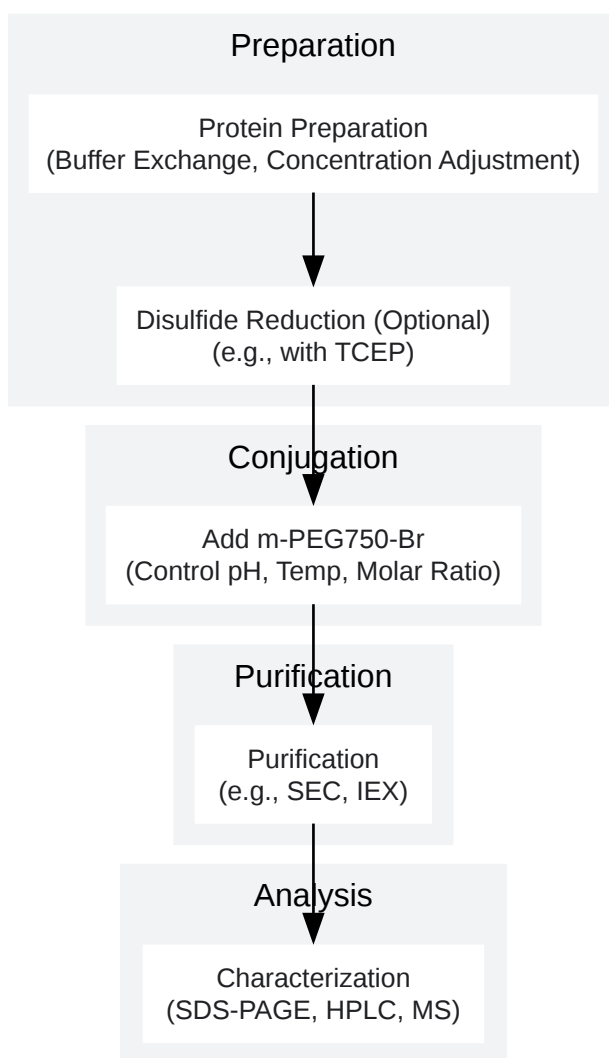 Preparation
Protein Preparation
(Buffer Exchange, Concentration Adjustment)
Disulfide Reduction (Optional)
(e.g., with TCEP)
Conjugation
Add m-PEG750-Br
(Control pH, Temp, Molar Ratio)
Purification
Purification
(e.g., SEC, IEX)
Analysis
Characterization
(SDS-PAGE, HPLC, MS)